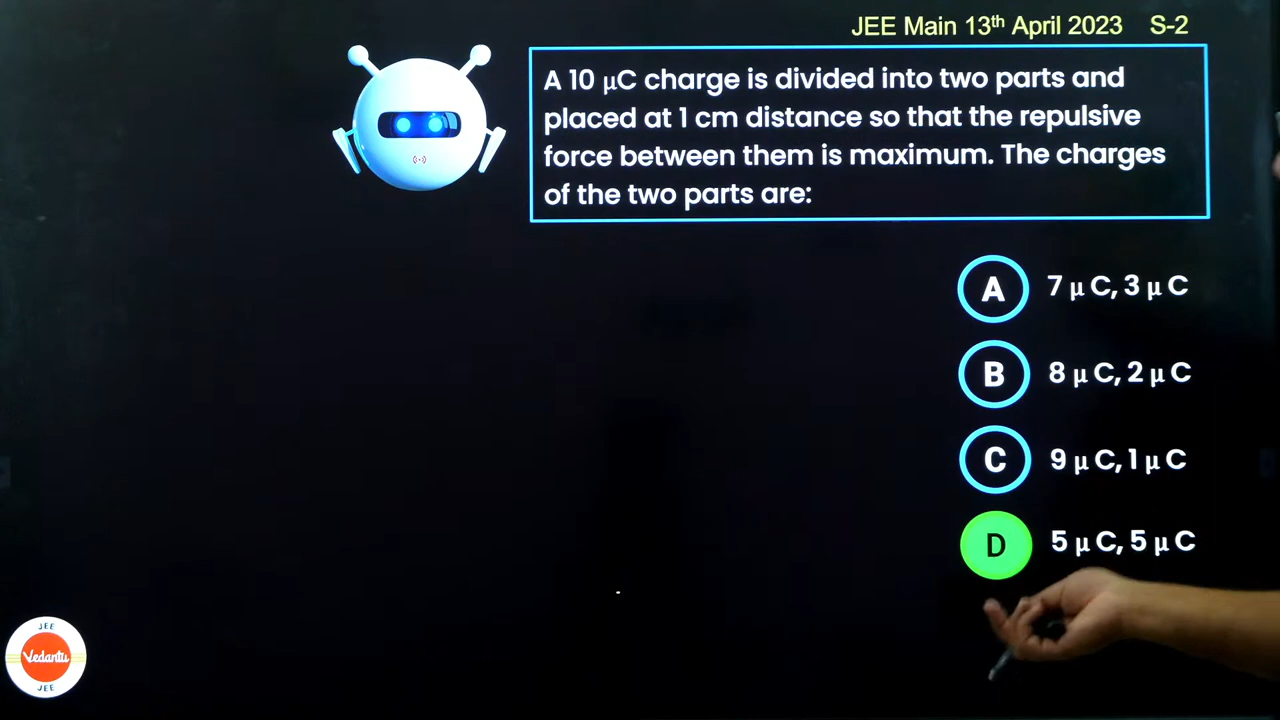 JEE Main 13th April 2023 S-2
A 10 μC charge is divided into two parts and
placed at 1 cm distance so that the repulsive
force between them is maximum. The charges
of the two parts are:
A 7 μ C, 3 μ C
B 8 μ C, 2 μ C
C 9 μ C, 1 μ C
D 5 μ C, 5 μ C
JEE
Vedantu
JEE